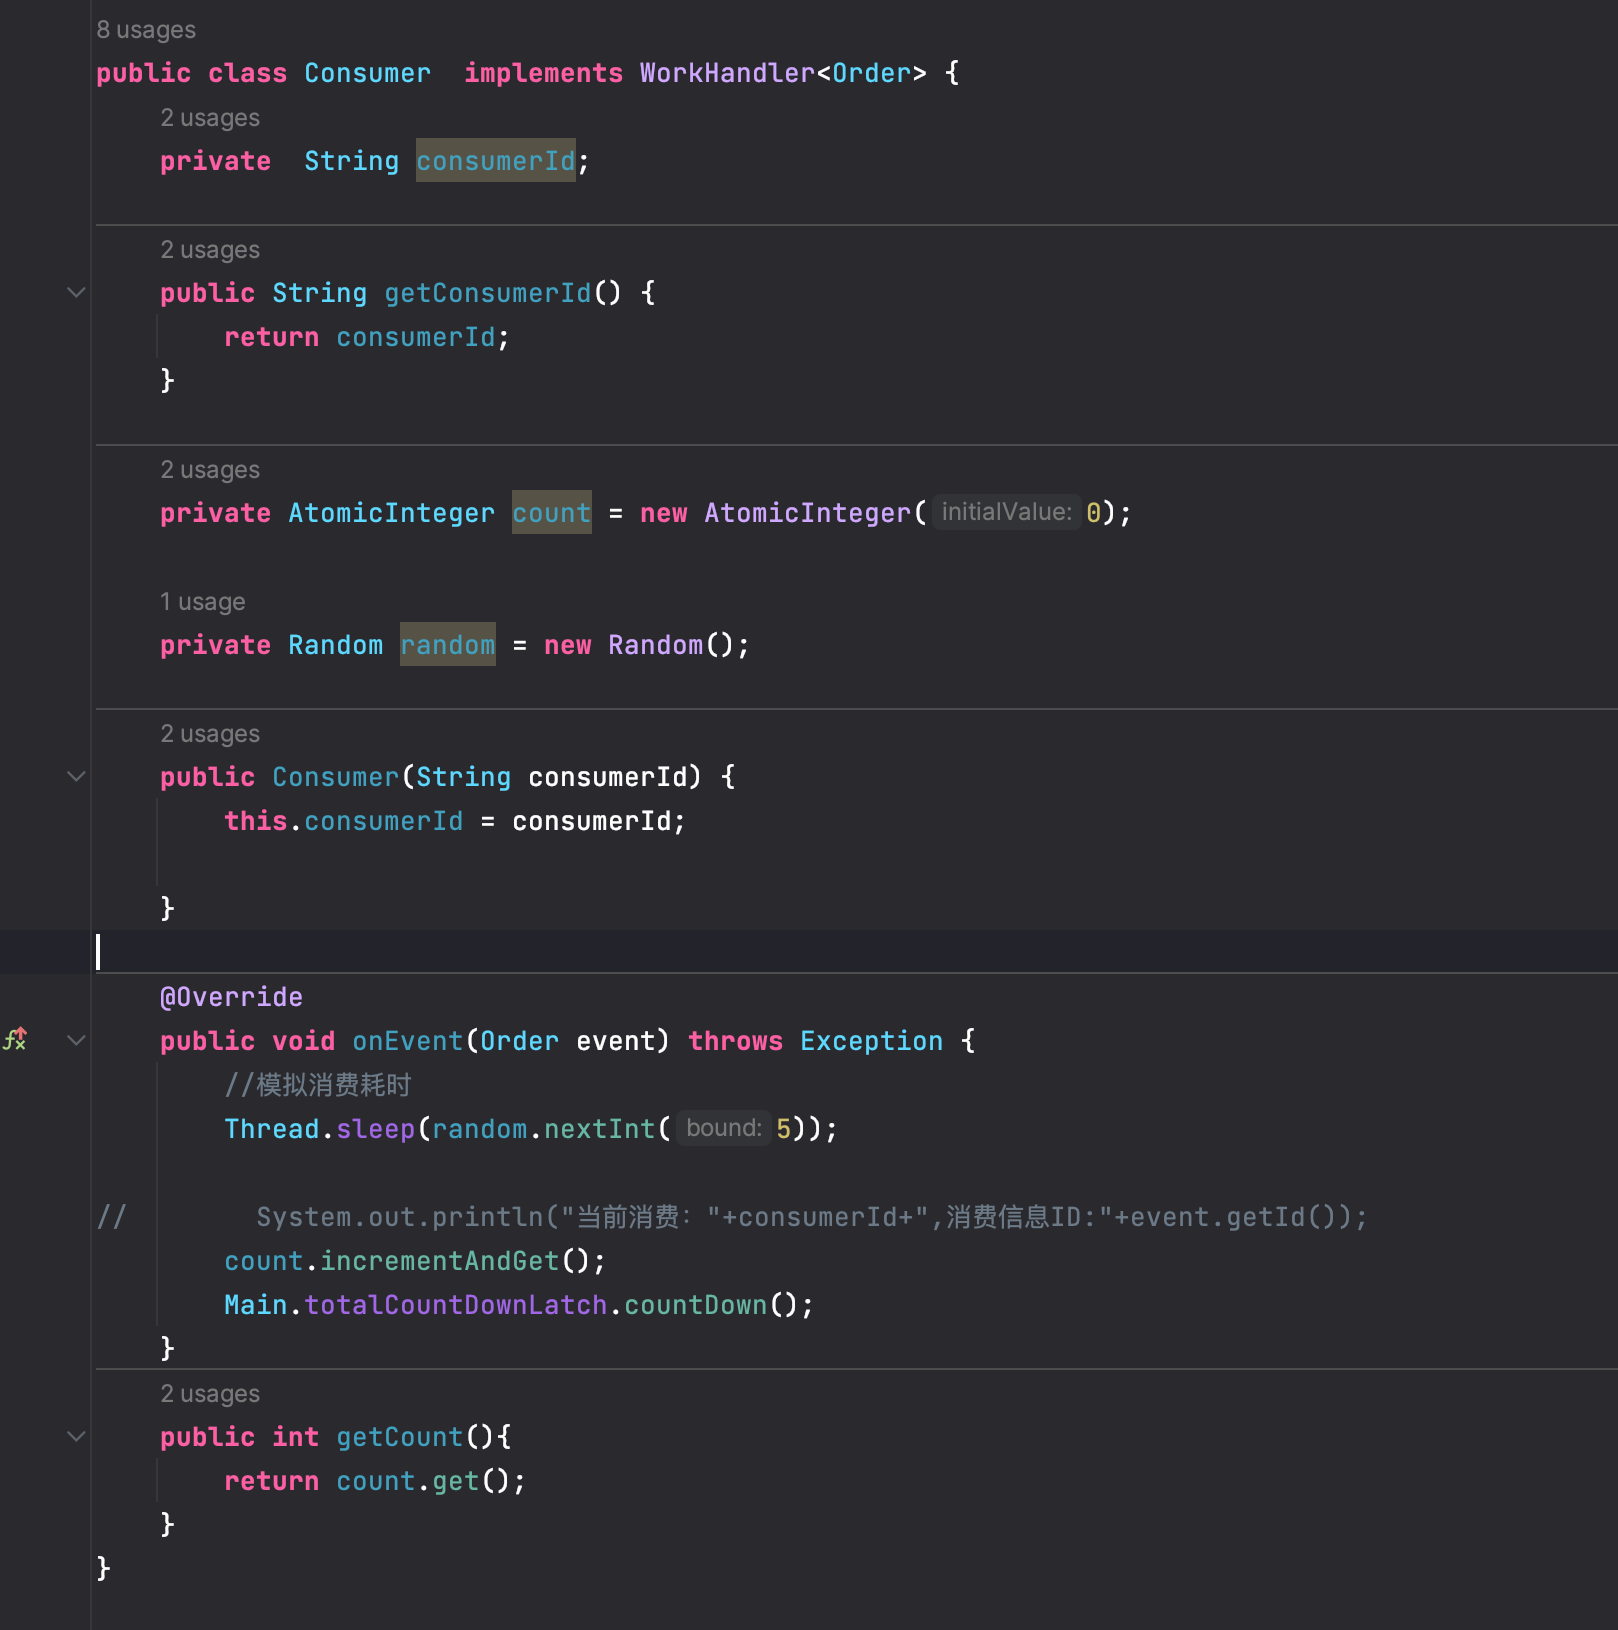 8 usages
public class Consumer  implements WorkHandler<Order> {
2 usages
private  String consumerId;
2 usages
public String getConsumerId() {
return consumerId;
}
2 usages
private AtomicInteger count = new AtomicInteger( initialValue: 0);
1 usage
private Random random = new Random();
2 usages
public Consumer(String consumerId) {
this.consumerId = consumerId;
}
@Override
public void onEvent(Order event) throws Exception {
//模拟消费耗时
Thread.sleep(random.nextInt( bound: 5));
//        System.out.println("当前消费："+consumerId+",消费信息ID:"+event.getId());
count.incrementAndGet();
Main.totalCountDownLatch.countDown();
}
2 usages
public int getCount(){
return count.get();
}
}